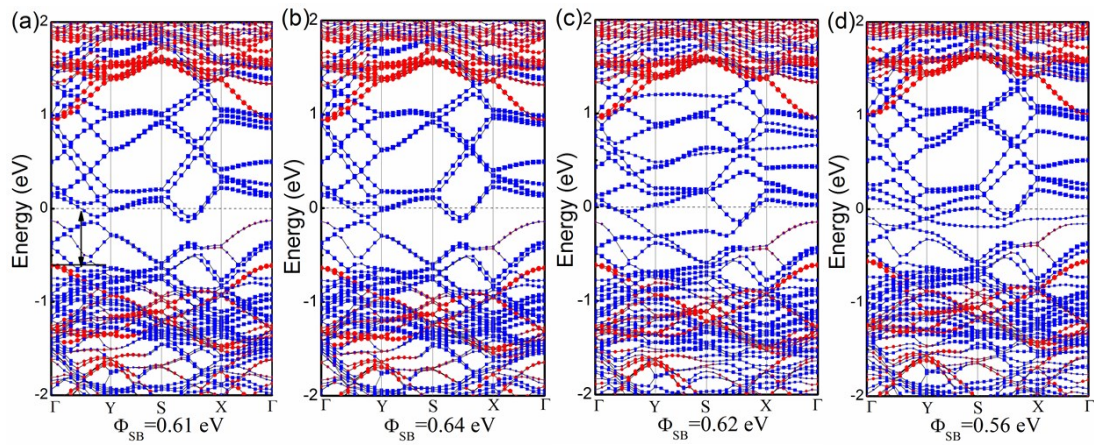 (a) 2 (b) 2 (c) 2 (d) 2
1 1 1 1
Energy (eV) Energy (eV) Energy (eV) Energy (eV)
0 0 0 0
-1 -1 -1 -1
-2 -2 -2 -2
Γ Y S X Γ Γ Y S X Γ Γ Y S X Γ Γ Y S X Γ
Φ_SB=0.61 eV Φ_SB=0.64 eV Φ_SB=0.62 eV Φ_SB=0.56 eV